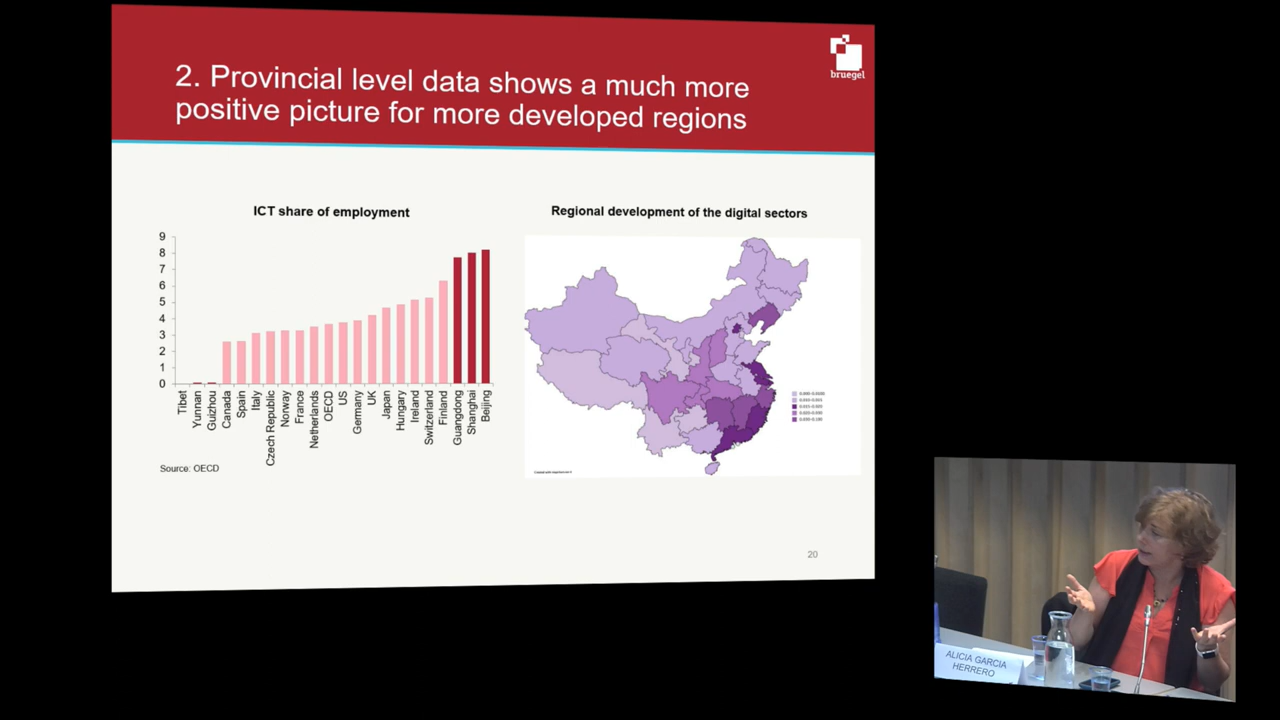 2. Provincial level data shows a much more
positive picture for more developed regions
bruegel
ICT share of employment
9
8
7
6
5
4
3
2
1
0
Tibet
Yunnan
Guizhou
Canada
Spain
Italy
Czech Republic
Norway
France
Netherlands
OECD
US
Germany
UK
Japan
Hungary
Ireland
Switzerland
Finland
Guangdong
Shanghai
Beijing
Source: OECD
Regional development of the digital sectors
20
ALICIA GARCIA
HERRERO